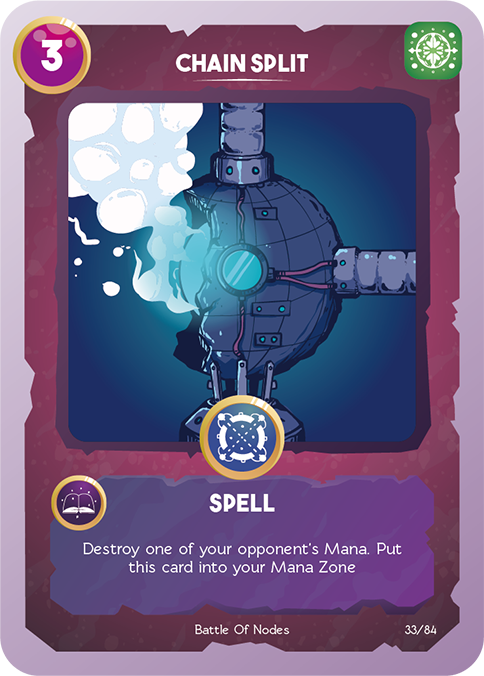 3
CHAIN SPLIT
SPELL
Destroy one of your opponent's Mana. Put
this card into your Mana Zone
Battle Of Nodes
33/84